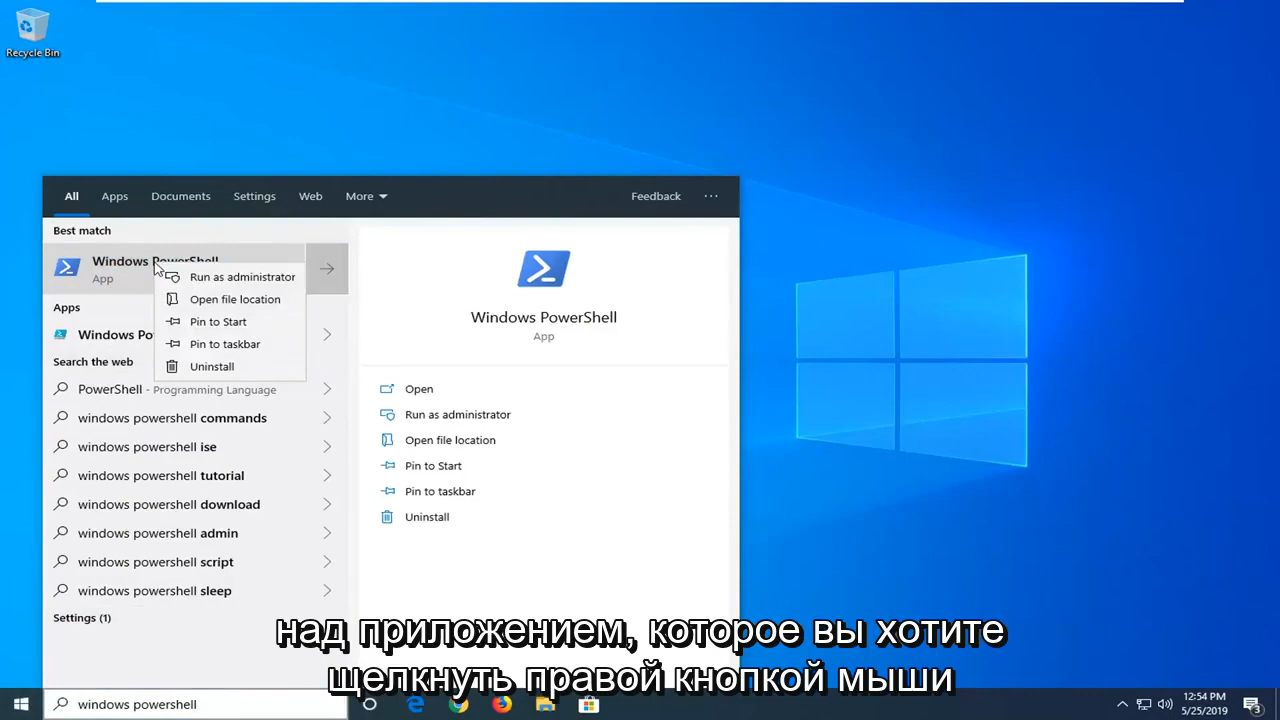 Recycle Bin
All Apps Documents Settings Web More Feedback ...
Best match
Windows PowerShell
App
Run as administrator
Open file location
Pin to Start
Pin to taskbar
Uninstall
Apps
Windows Po
Search the web
PowerShell - Programming Language
windows powershell commands
windows powershell ise
windows powershell tutorial
windows powershell download
windows powershell admin
windows powershell script
windows powershell sleep
Settings (1)
Windows PowerShell
App
Open
Run as administrator
Open file location
Pin to Start
Pin to taskbar
Uninstall
над приложением, которое вы хотите
щелкнуть правой кнопкой мыши
windows powershell
12:54 PM
5/25/2019
3